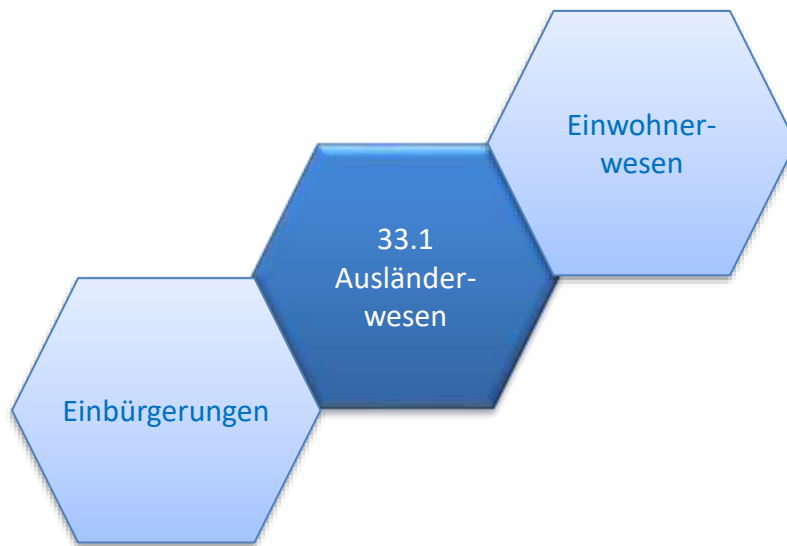 Einwohner-
wesen
33.1
Ausländer-
wesen
Einbürgerungen